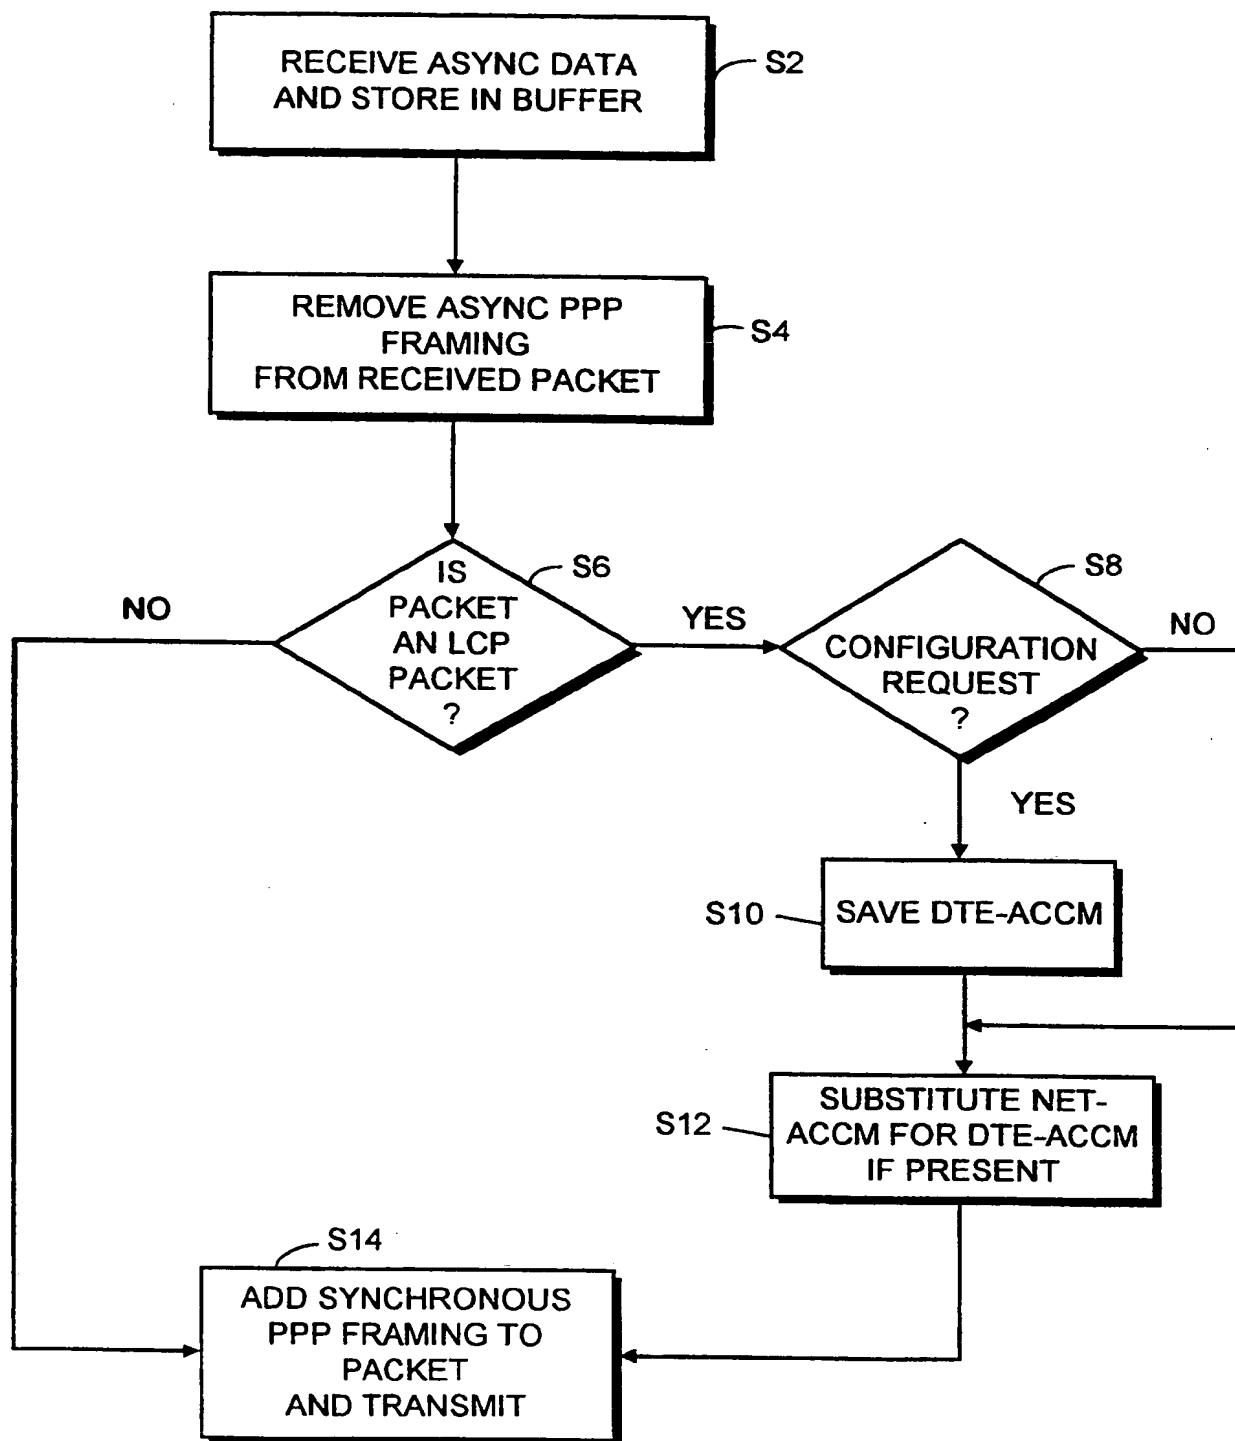 RECEIVE ASYNC DATA
AND STORE IN BUFFER
S2
REMOVE ASYNC PPP
FRAMING
FROM RECEIVED PACKET
S4
IS
PACKET
AN LCP
PACKET
?
S6
NO
YES
CONFIGURATION
REQUEST
?
S8
NO
YES
SAVE DTE-ACCM
S10
SUBSTITUTE NET-
ACCM FOR DTE-ACCM
IF PRESENT
S12
S14
ADD SYNCHRONOUS
PPP FRAMING TO
PACKET
AND TRANSMIT